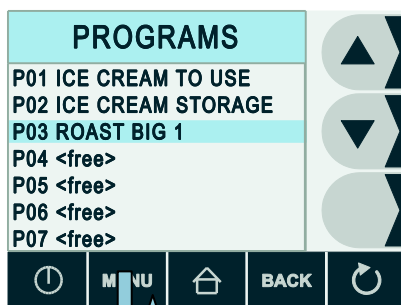 PROGRAMS
P01 ICE CREAM TO USE
P02 ICE CREAM STORAGE
P03 ROAST BIG 1
P04 <free>
P05 <free>
P06 <free>
P07 <free>
BACK